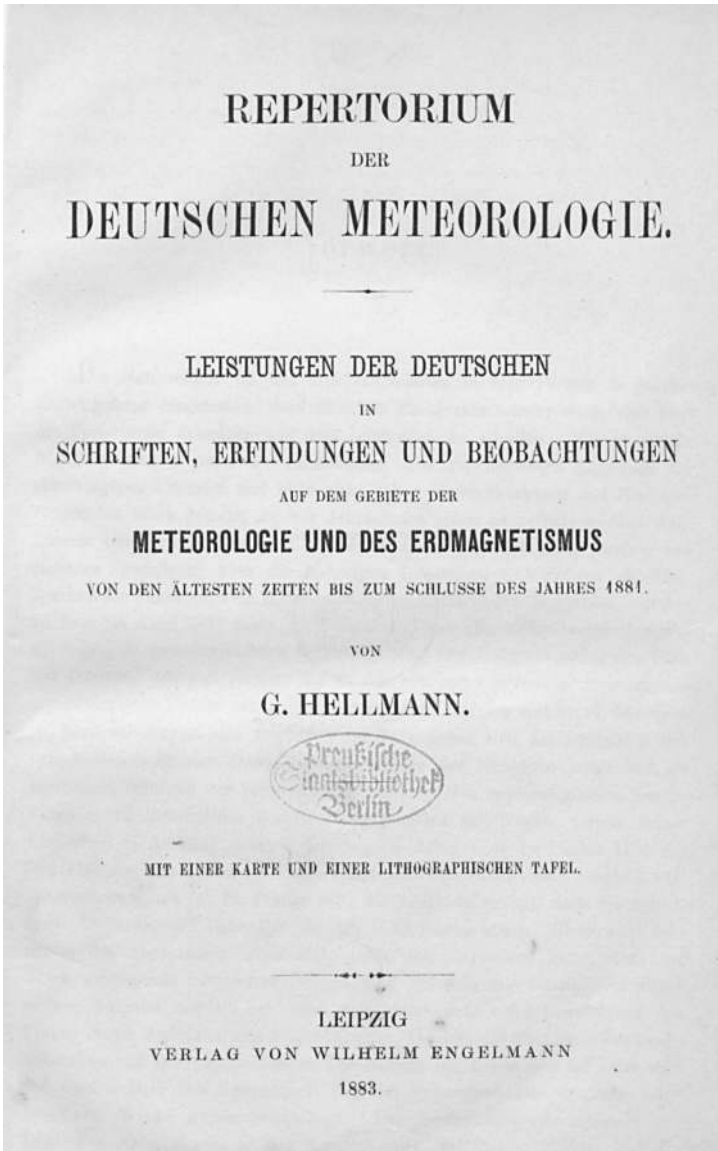 REPERTORIUM
DER
DEUTSCHEN METEOROLOGIE.
LEISTUNGEN DER DEUTSCHEN
IN
SCHRIFTEN, ERFINDUNGEN UND BEOBACHTUNGEN
AUF DEM GEBIETE DER
METEOROLOGIE UND DES ERDMAGNETISMUS
VON DEN ÄLTESTEN ZEITEN BIS ZUM SCHLUSSE DES JAHRES 1881.
VON
G. HELLMANN.
Preußische
Staatsbibliothek
Berlin
MIT EINER KARTE UND EINER LITHOGRAPHISCHEN TAFEL.
LEIPZIG
VERLAG VON WILHELM ENGELMANN
1883.